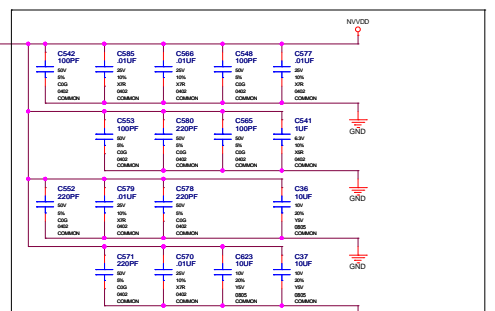 NVVDD
C542
100PF
50V
5%
C0G
0402
COMMON
C585
.01UF
25V
10%
X7R
0402
COMMON
C566
.01UF
25V
10%
X7R
0402
COMMON
C548
100PF
50V
5%
C0G
0402
COMMON
C577
.01UF
25V
10%
X7R
0402
COMMON
GND
C553
100PF
50V
5%
C0G
0402
COMMON
C580
220PF
50V
5%
C0G
0402
COMMON
C565
100PF
50V
5%
C0G
0402
COMMON
C541
1UF
6.3V
10%
X5R
0402
COMMON
GND
C552
220PF
50V
5%
C0G
0402
COMMON
C579
.01UF
25V
10%
X7R
0402
COMMON
C578
220PF
50V
5%
C0G
0402
COMMON
C36
10UF
10V
20%
Y5V
0805
COMMON
GND
C571
220PF
50V
5%
C0G
0402
COMMON
C570
.01UF
25V
10%
X7R
0402
COMMON
C623
10UF
10V
20%
Y5V
0805
COMMON
C37
10UF
10V
20%
Y5V
0805
COMMON